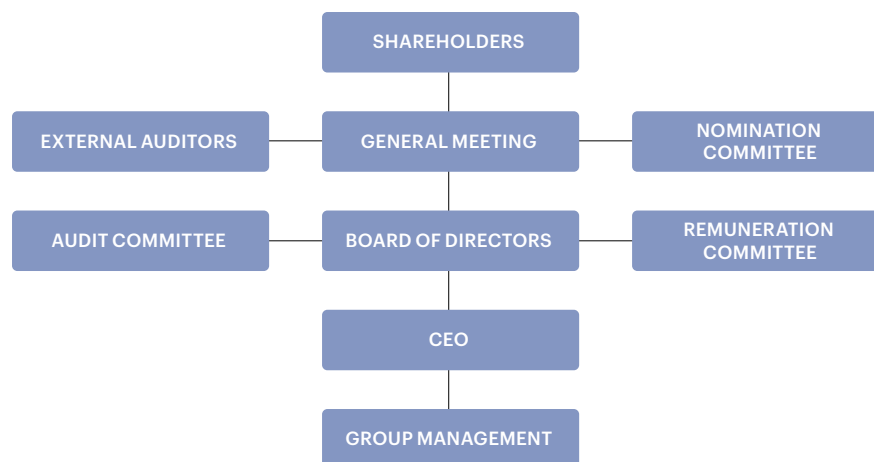 SHAREHOLDERS
EXTERNAL AUDITORS
GENERAL MEETING
NOMINATION
COMMITTEE
AUDIT COMMITTEE
BOARD OF DIRECTORS
REMUNERATION
COMMITTEE
CEO
GROUP MANAGEMENT